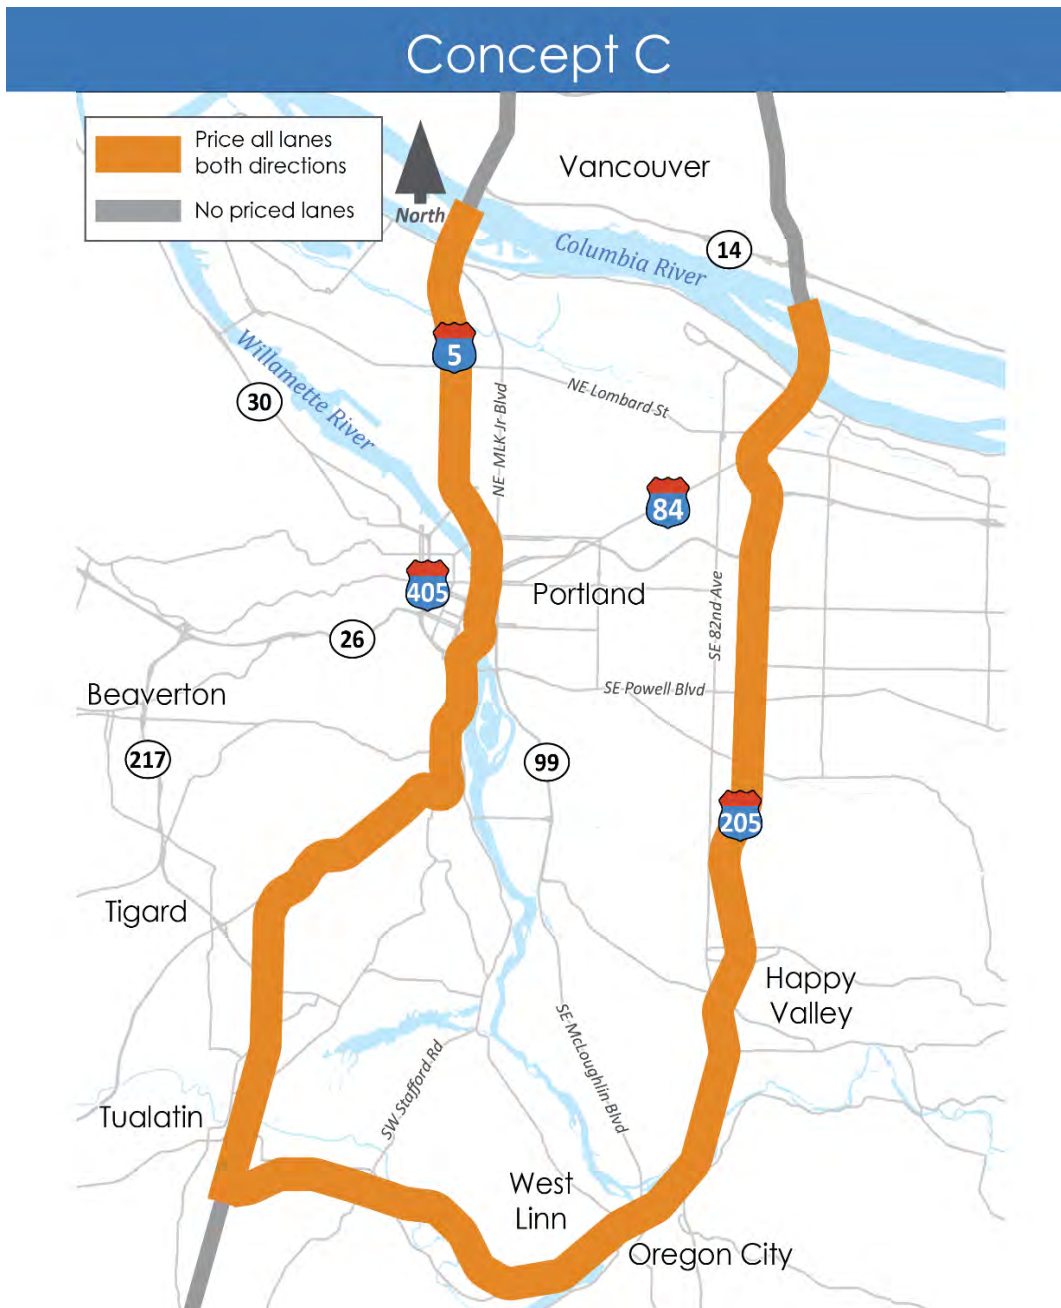 Concept C
Price all lanes
both directions
No priced lanes
North
Vancouver
14
Columbia River
5
Willamette River
30
NE MLK Jr Blvd
NE Lombard St
84
405
Portland
26
SE 82nd Ave
Beaverton
SE Powell Blvd
217
99
205
Tigard
Happy
Valley
SE McLoughlin Blvd
SW Stafford Rd
Tualatin
West
Linn
Oregon City